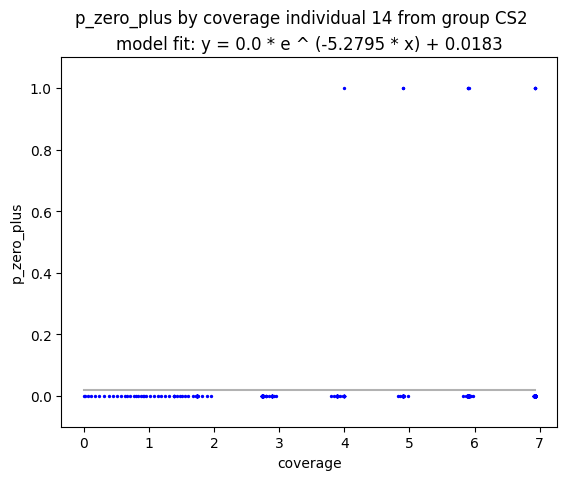 p_zero_plus by coverage individual 14 from group CS2
model fit: y = 0.0 * e ^ (-5.2795 * x) + 0.0183
1.0
0.8
0.6
0.4
0.2
0.0
p_zero_plus
0 1 2 3 4 5 6 7
coverage